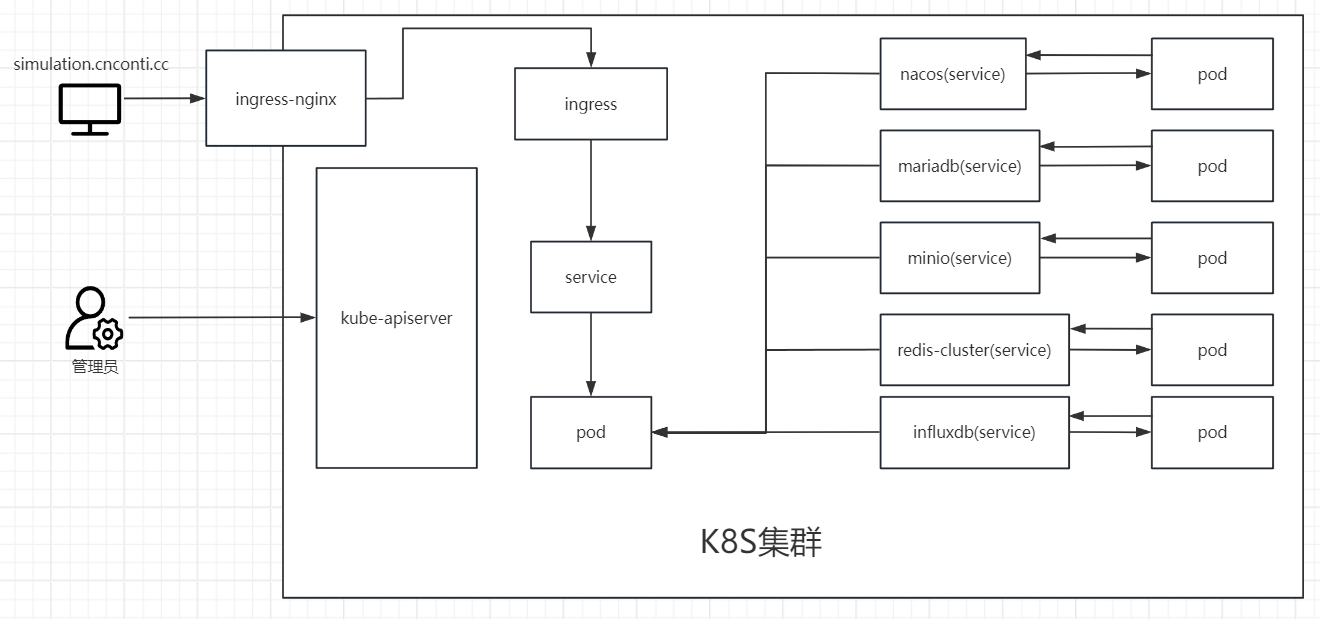 simulation.cnconti.cc
ingress-nginx
ingress
nacos(service)
pod
mariadb(service)
pod
service
minio(service)
pod
kube-apiserver
管理员
redis-cluster(service)
pod
pod
influxdb(service)
pod
K8S集群